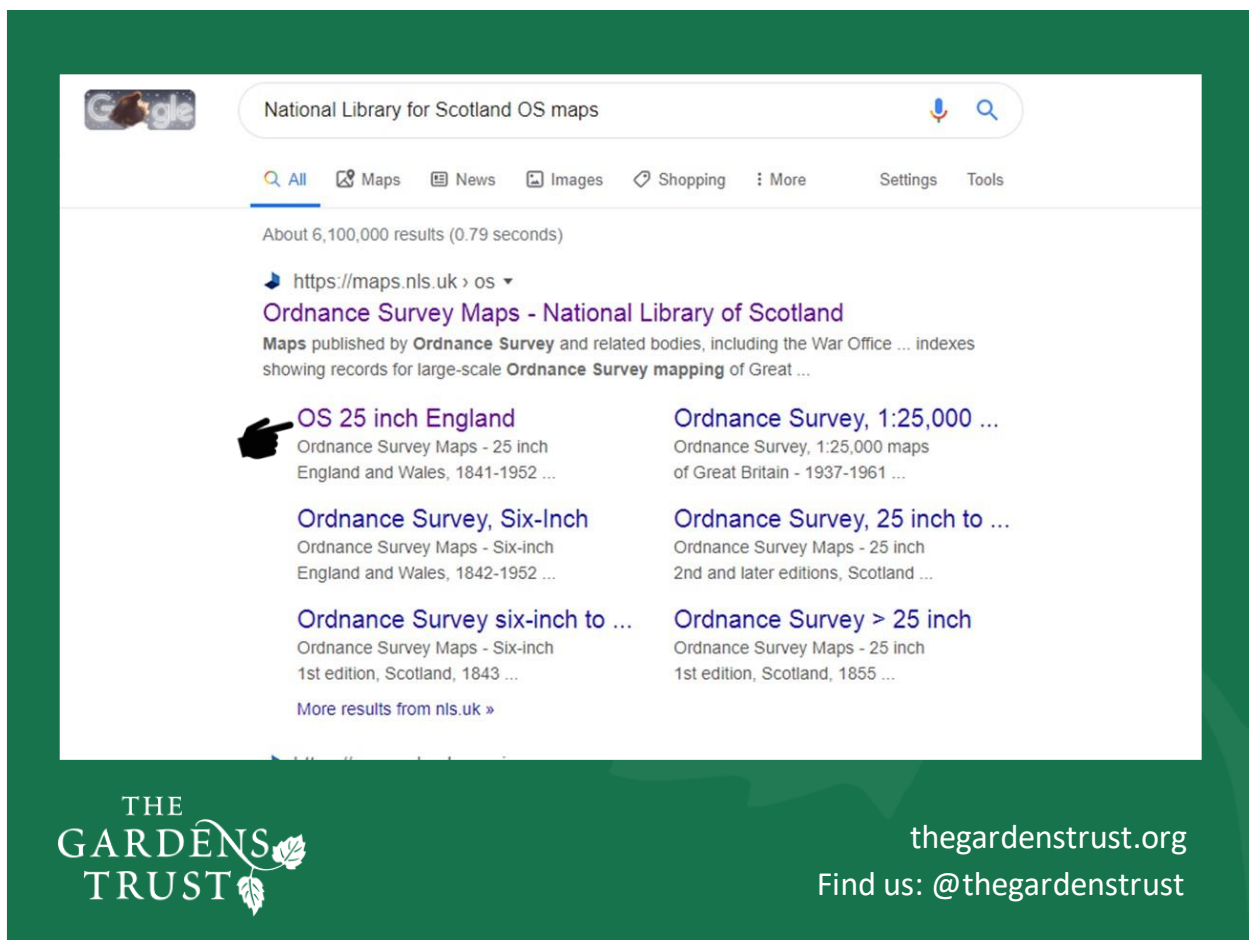 Google
National Library for Scotland OS maps
All Maps News Images Shopping More Settings Tools
About 6,100,000 results (0.79 seconds)
https://maps.nls.uk › os
Ordnance Survey Maps - National Library of Scotland
Maps published by Ordnance Survey and related bodies, including the War Office ... indexes
showing records for large-scale Ordnance Survey mapping of Great ...
OS 25 inch England
Ordnance Survey Maps - 25 inch
England and Wales, 1841-1952 ...
Ordnance Survey, 1:25,000 ...
Ordnance Survey, 1:25,000 maps
of Great Britain - 1937-1961 ...
Ordnance Survey, Six-Inch
Ordnance Survey Maps - Six-inch
England and Wales, 1842-1952 ...
Ordnance Survey, 25 inch to ...
Ordnance Survey Maps - 25 inch
2nd and later editions, Scotland ...
Ordnance Survey six-inch to ...
Ordnance Survey Maps - Six-inch
1st edition, Scotland, 1843 ...
Ordnance Survey > 25 inch
Ordnance Survey Maps - 25 inch
1st edition, Scotland, 1855 ...
More results from nls.uk »
THE
GARDENS
TRUST
thegardenstrust.org
Find us: @thegardenstrust